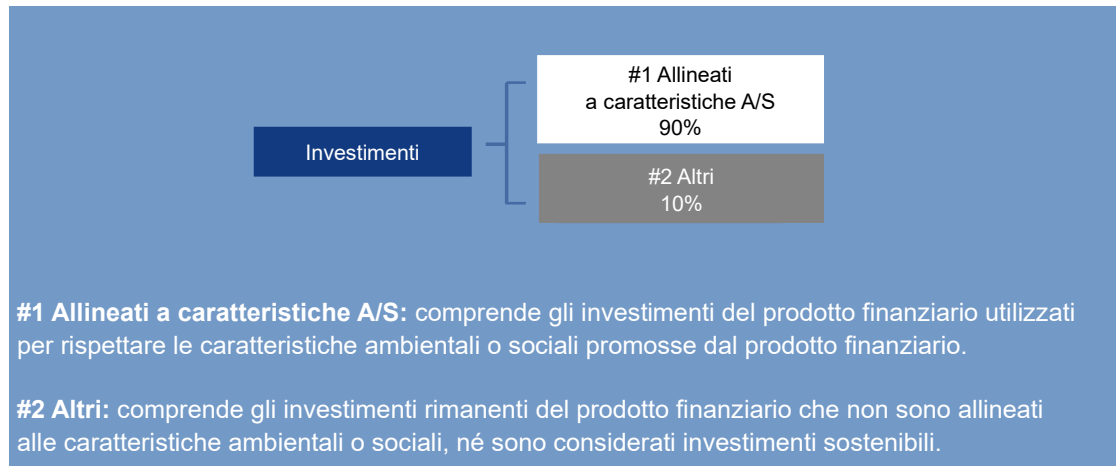 #1 Allineati
a caratteristiche A/S
90%
Investimenti
#2 Altri
10%
#1 Allineati a caratteristiche A/S: comprende gli investimenti del prodotto finanziario utilizzati
per rispettare le caratteristiche ambientali o sociali promosse dal prodotto finanziario.
#2 Altri: comprende gli investimenti rimanenti del prodotto finanziario che non sono allineati
alle caratteristiche ambientali o sociali, né sono considerati investimenti sostenibili.